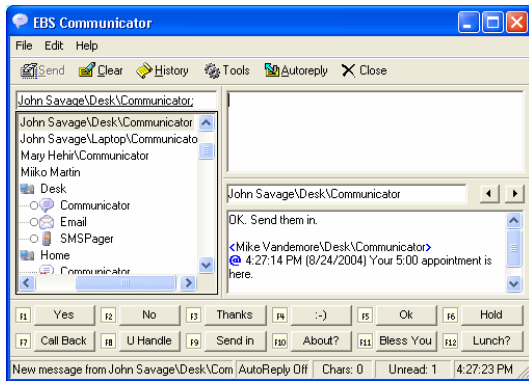 EBS Communicator
File Edit Help
Send Clear History Tools Autoreply Close
John Savage\Desk\Communicator;
John Savage\Desk\Communicator
John Savage\Laptop\Communicato
Mary Hehir\Communicator
Miiko Martin
Desk
Communicator
Email
SMSPager
Home
Communicator
John Savage\Desk\Communicator
OK. Send them in.
<Mike Vandemore\Desk\Communicator>
@ 4:27:14 PM (8/24/2004) Your 5:00 appointment is
here.
F1 Yes F2 No F3 Thanks F4 :-) F5 Ok F6 Hold
F7 Call Back F8 U Handle F9 Send in F10 About? F11 Bless You F12 Lunch?
New message from John Savage\Desk\Com AutoReply Off Chars: 0 Unread: 1 4:27:23 PM